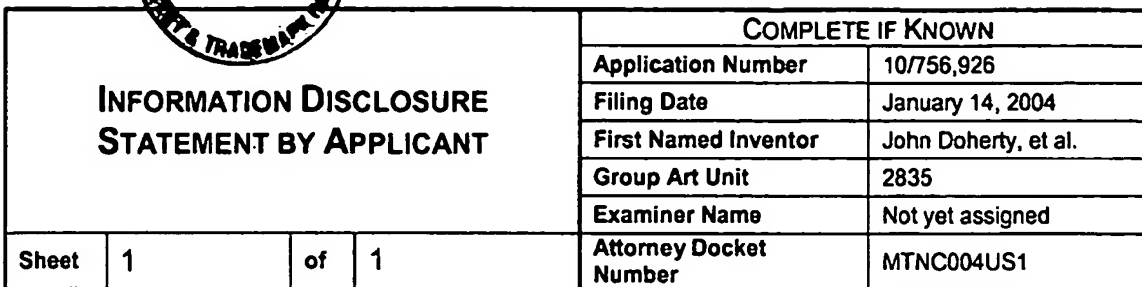 & TRADEMARK
INFORMATION DISCLOSURE
STATEMENT BY APPLICANT
Sheet 1 of 1
COMPLETE IF KNOWN
Application Number 10/756,926
Filing Date January 14, 2004
First Named Inventor John Doherty, et al.
Group Art Unit 2835
Examiner Name Not yet assigned
Attorney Docket
Number MTNC004US1